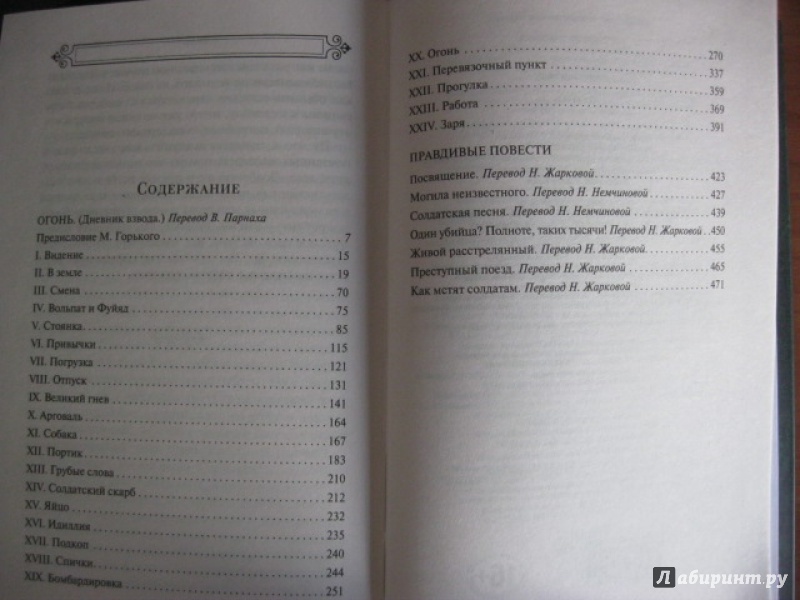 СОДЕРЖАНИЕ
ОГОНЬ. (Дневник взвода.) Перевод В. Парнаха
Предисловие М. Горького 7
I. Видение 15
II. В земле 19
III. Смена 70
IV. Вольпат и Фуйяд 75
V. Стоянка 85
VI. Привычки 115
VII. Погрузка 121
VIII. Отпуск 131
IX. Великий гнев 141
X. Арговаль 164
XI. Собака 167
XII. Портик 183
XIII. Грубые слова 210
XIV. Солдатский скарб 212
XV. Яйцо 232
XVI. Идиллия 235
XVII. Подкоп 240
XVIII. Спички 244
XIX. Бомбардировка 251
XX. Огонь 270
XXI. Перевязочный пункт 337
XXII. Прогулка 359
XXIII. Работа 369
XXIV. Заря 391
ПРАВДИВЫЕ ПОВЕСТИ
Посвящение. Перевод Н. Жарковой 423
Могила неизвестного. Перевод Н. Немчиновой 427
Солдатская песня. Перевод Н. Немчиновой 439
Один убийца? Полноте, таких тысячи! Перевод Н. Жарковой 450
Живой расстрелянный. Перевод Н. Жарковой 455
Преступный поезд. Перевод Н. Жарковой 465
Как мстят солдатам. Перевод Н. Жарковой 471
Лабиринт.ру